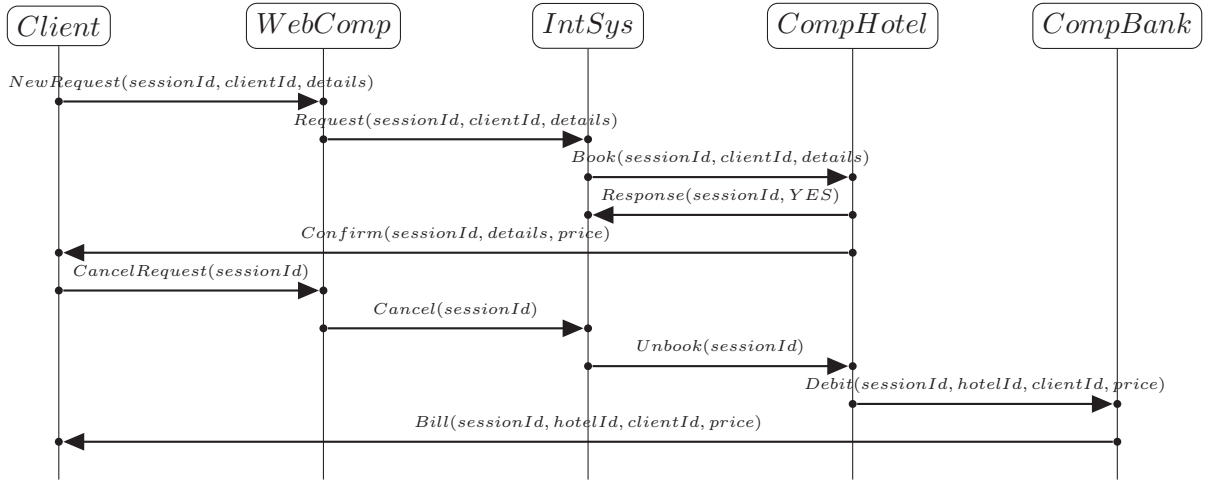 Client WebComp IntSys CompHotel CompBank
NewRequest(sessionId, clientId, details)
Request(sessionId, clientId, details)
Book(sessionId, clientId, details)
Response(sessionId, YES)
Confirm(sessionId, details, price)
CancelRequest(sessionId)
Cancel(sessionId)
Unbook(sessionId)
Debit(sessionId, hotelId, clientId, price)
Bill(sessionId, hotelId, clientId, price)